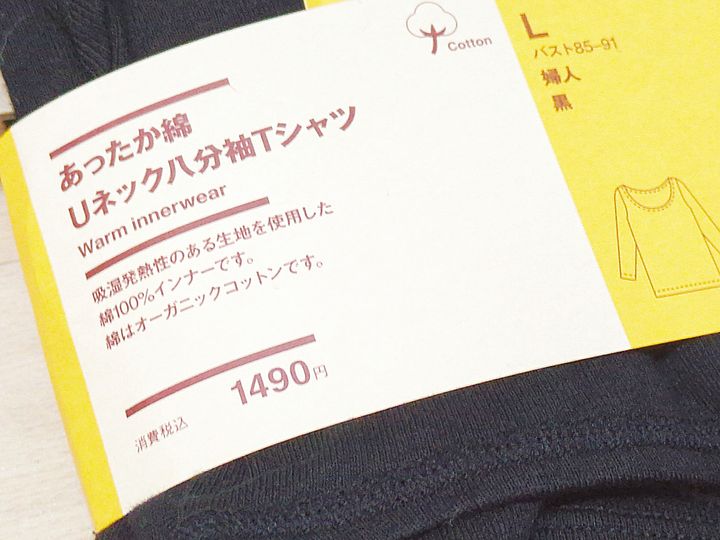 あったか綿
Uネック八分袖Tシャツ
Warm innerwear
吸湿発熱性のある生地を使用した
綿100%インナーです。
綿はオーガニックコットンです。
1490円
消費税込
Cotton
L
バスト85-91
婦人
黒